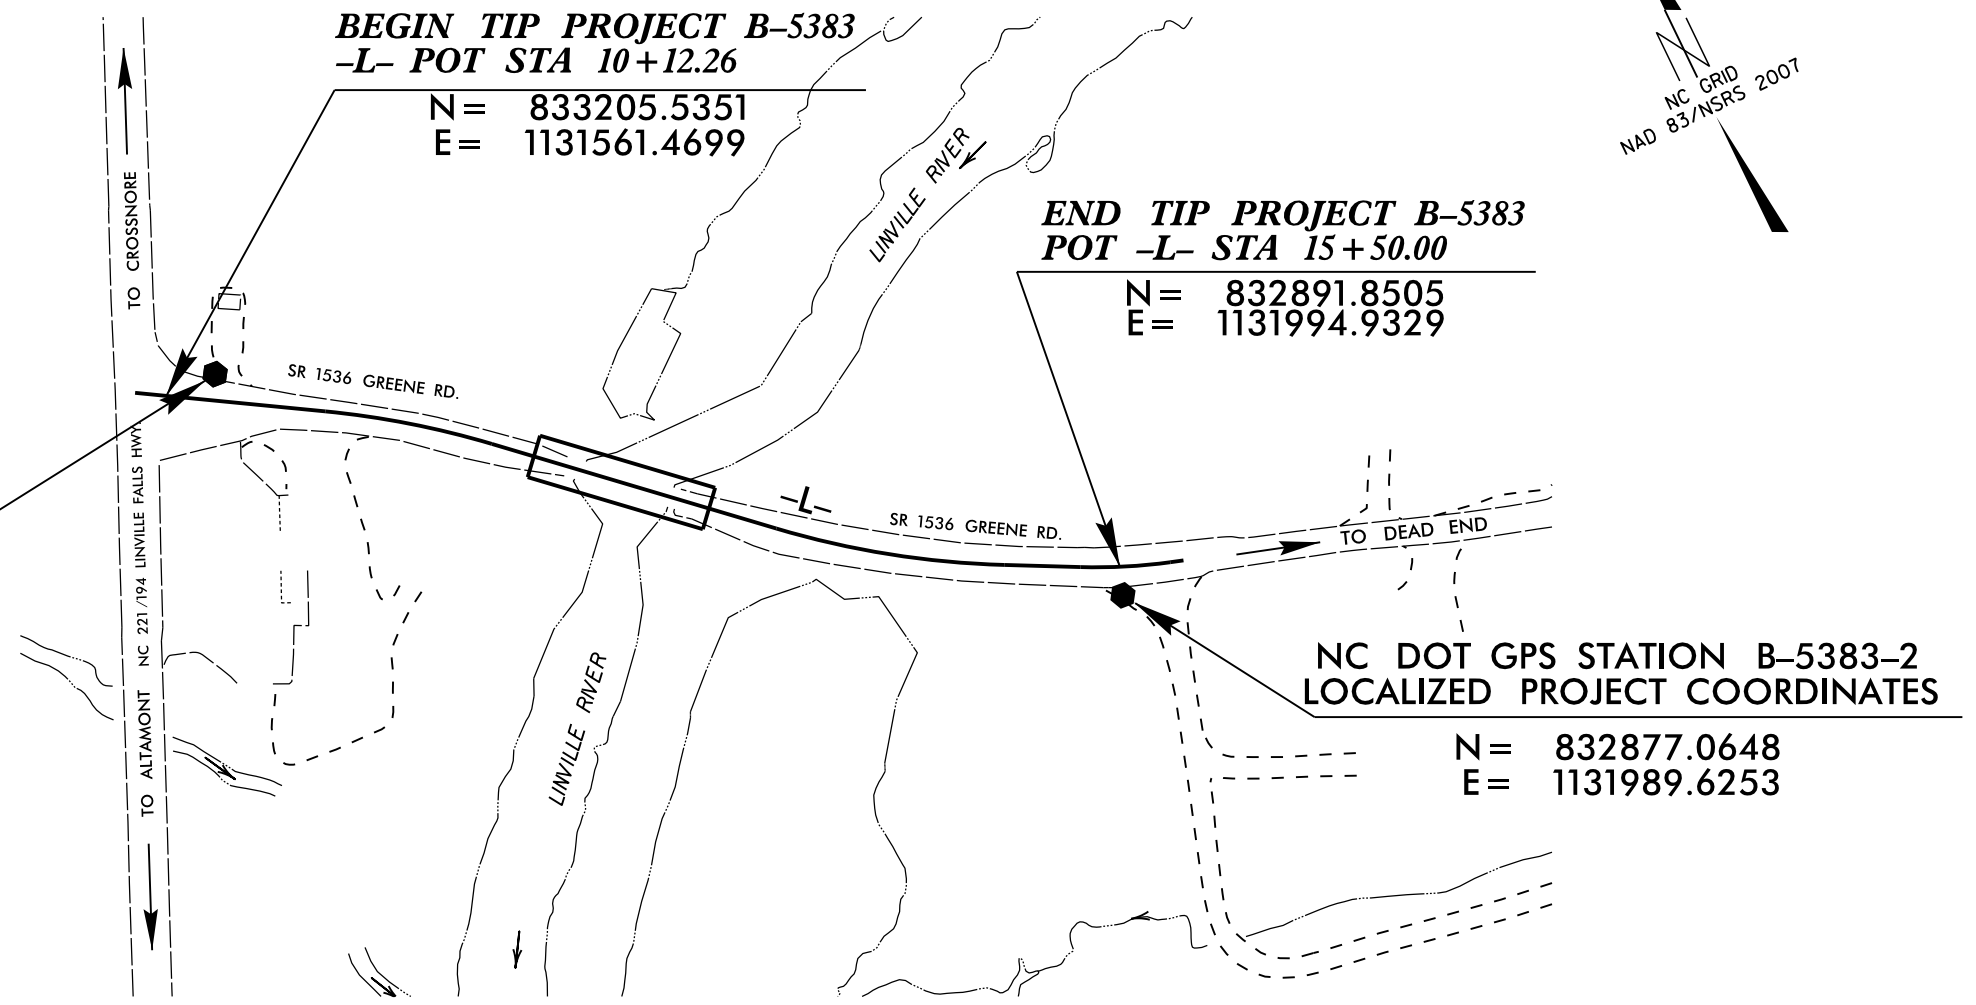 BEGIN TIP PROJECT B–5383
–L– POT STA 10+12.26
N= 833205.5351
E= 1131561.4699
NC GRID
NAD 83/NSRS 2007
TO CROSSNORE
LINVILLE RIVER
END TIP PROJECT B–5383
POT –L– STA 15+50.00
N= 832891.8505
E= 1131994.9329
SR 1536 GREENE RD.
–L–
SR 1536 GREENE RD.
TO DEAD END
TO ALTAMONT NC 221/194 LINVILLE FALLS HWY.
LINVILLE RIVER
NC DOT GPS STATION B–5383–2
LOCALIZED PROJECT COORDINATES
N= 832877.0648
E= 1131989.6253